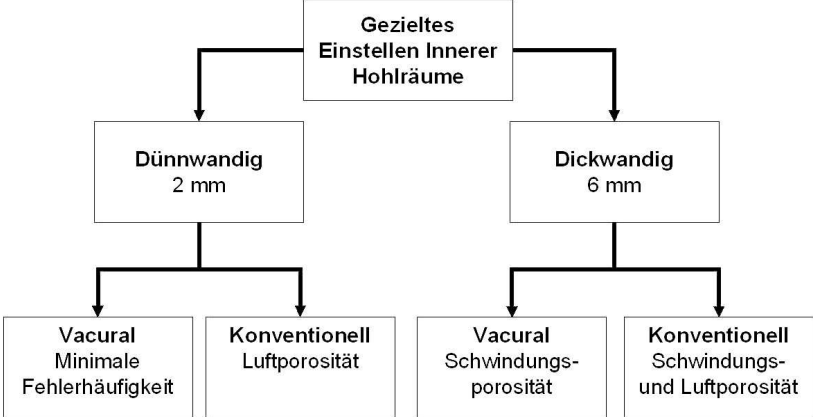 Gezieltes
Einstellen Innerer
Hohlräume
Dünnwandig
2 mm
Dickwandig
6 mm
Vacural
Minimale
Fehlerhäufigkeit
Konventionell
Luftporosität
Vacural
Schwindungs-
porosität
Konventionell
Schwindungs-
und Luftporosität